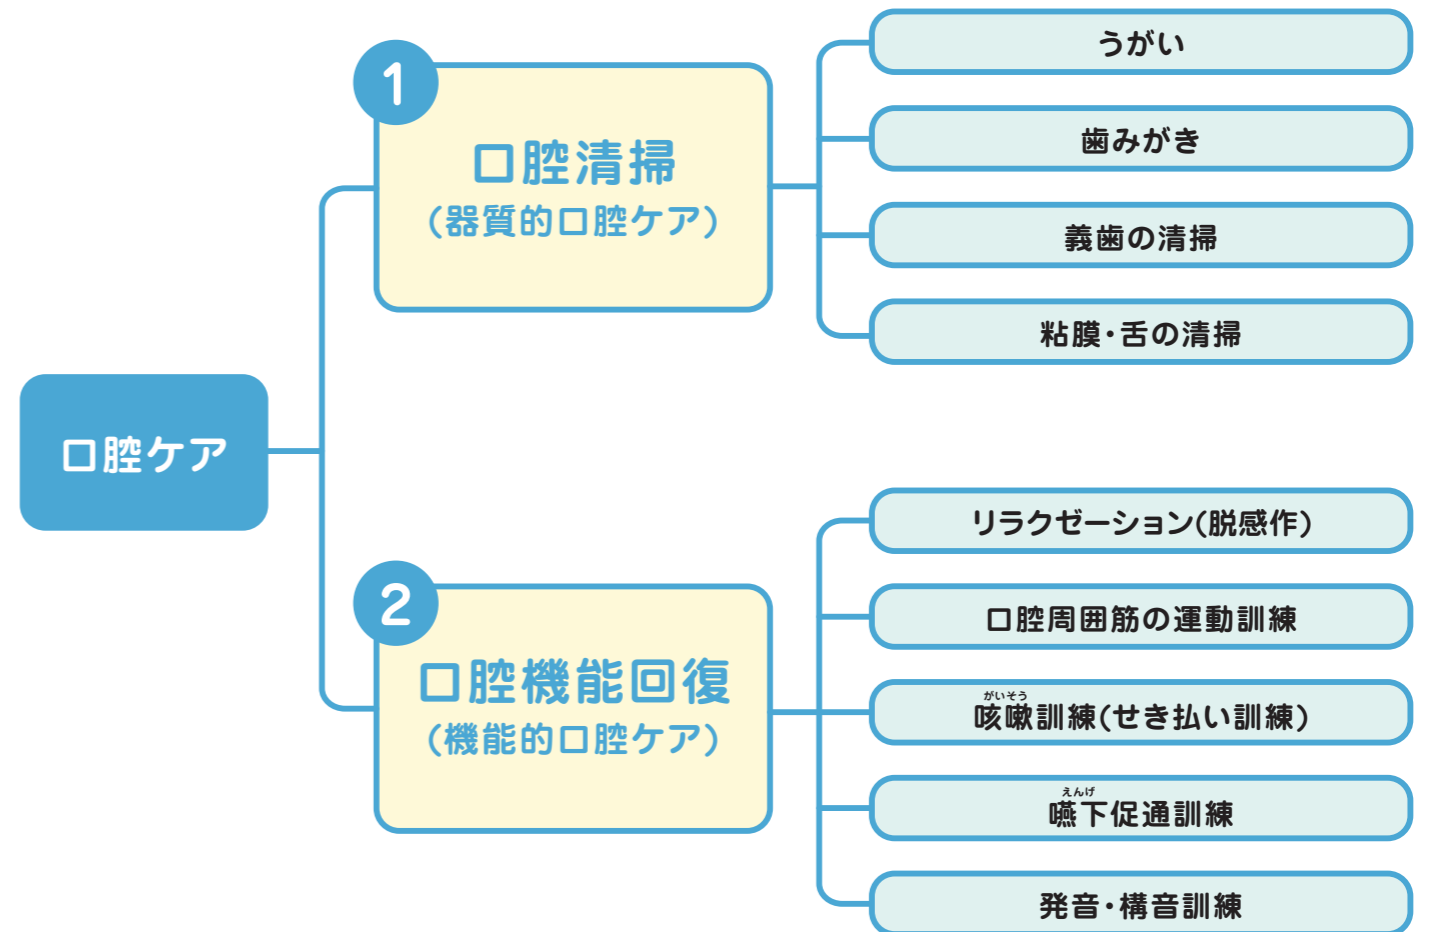 口腔ケア
1
口腔清掃
(器質的口腔ケア)
うがい
歯みがき
義歯の清掃
粘膜・舌の清掃
2
口腔機能回復
(機能的口腔ケア)
リラクゼーション(脱感作)
口腔周囲筋の運動訓練
がいそう
咳嗽訓練(せき払い訓練)
えんげ
嚥下促通訓練
発音・構音訓練